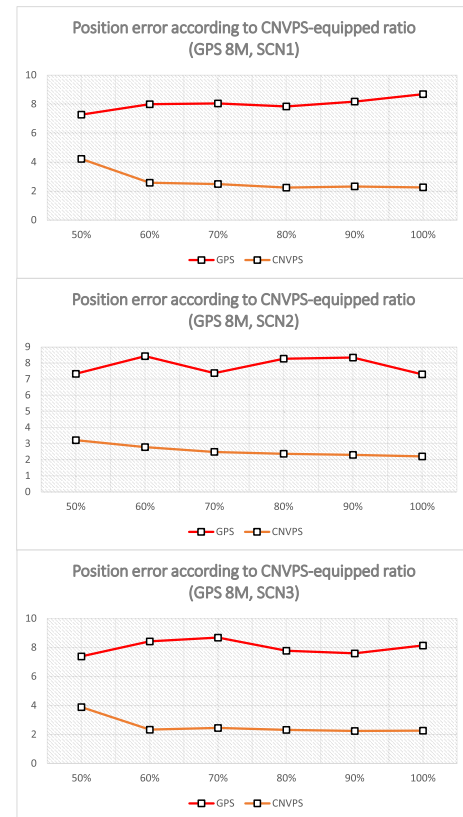 Position error according to CNVPS-equipped ratio
(GPS 8M, SCN1)
10
8
6
4
2
0
50% 60% 70% 80% 90% 100%
GPS CNVPS
Position error according to CNVPS-equipped ratio
(GPS 8M, SCN2)
9
8
7
6
5
4
3
2
1
0
50% 60% 70% 80% 90% 100%
GPS CNVPS
Position error according to CNVPS-equipped ratio
(GPS 8M, SCN3)
10
8
6
4
2
0
50% 60% 70% 80% 90% 100%
GPS CNVPS